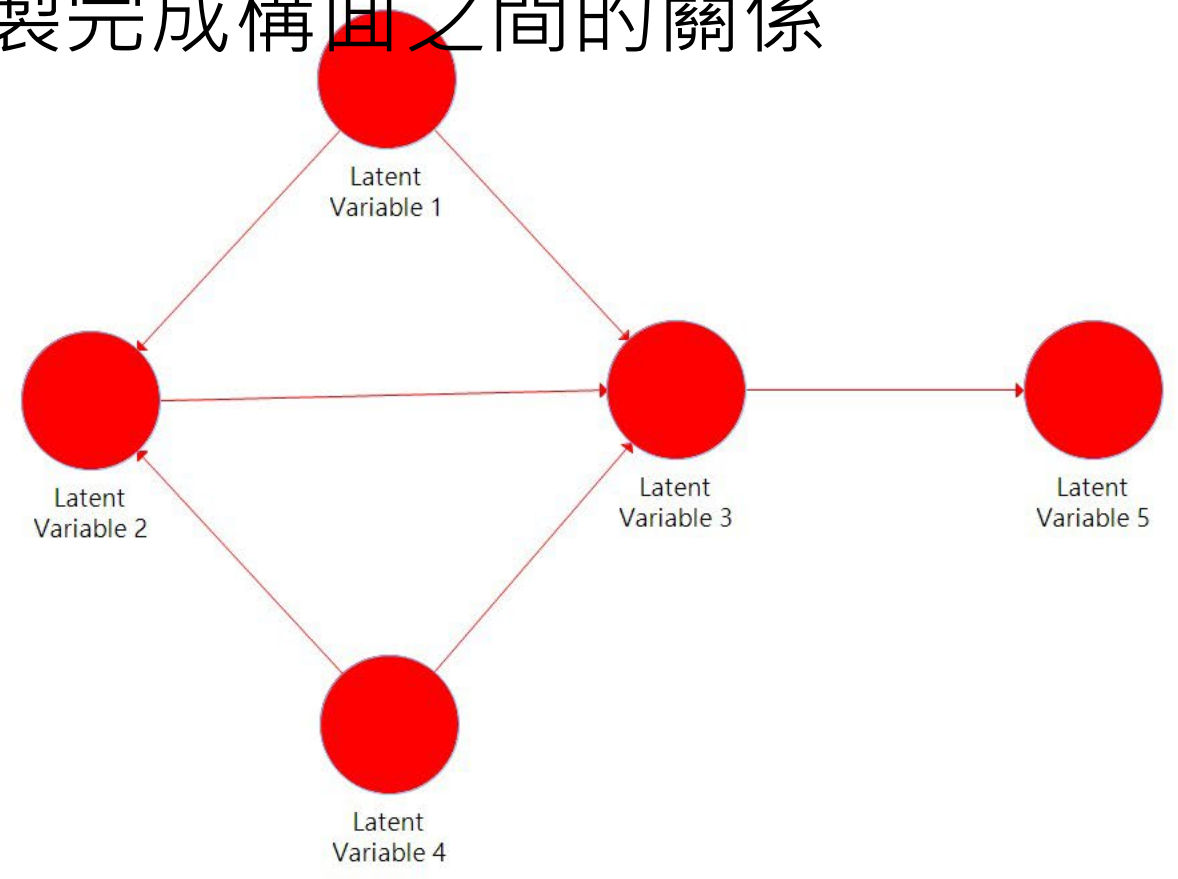 製完成構面之間的關係
Latent
Variable 1
Latent
Variable 2
Latent
Variable 3
Latent
Variable 5
Latent
Variable 4